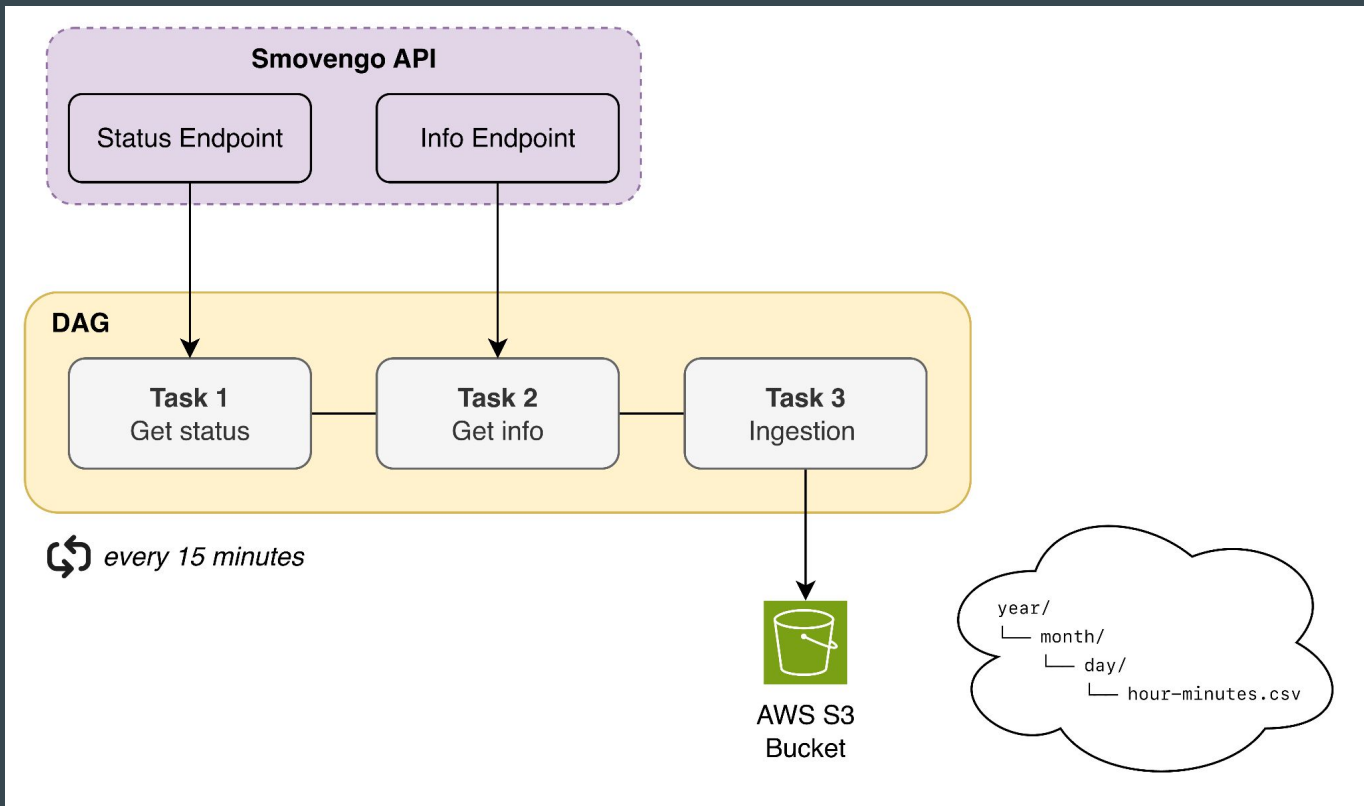 Smovengo API
Status Endpoint
Info Endpoint
DAG
Task 1
Get status
Task 2
Get info
Task 3
Ingestion
every 15 minutes
AWS S3
Bucket
year/
└── month/
└── day/
└── hour-minutes.csv